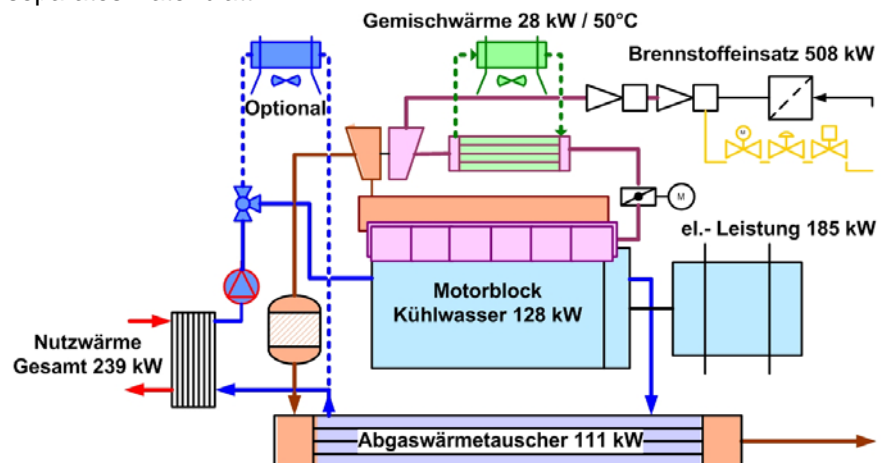 Gemischwärme 28 kW / 50°C
Brennstoffeinsatz 508 kW
Optional
M
M
el.- Leistung 185 kW
Motorblock
Kühlwasser 128 kW
Nutzwärme
Gesamt 239 kW
Abgaswärmetauscher 111 kW